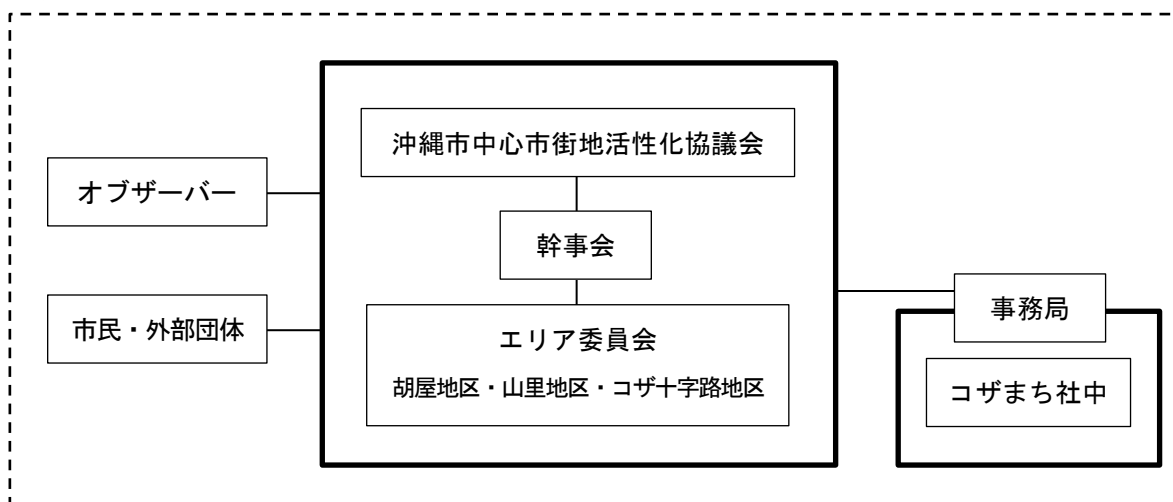 沖縄市中心市街地活性化協議会
オブザーバー
幹事会
市民・外部団体
エリア委員会
胡屋地区・山里地区・コザ十字路地区
事務局
コザまち社中